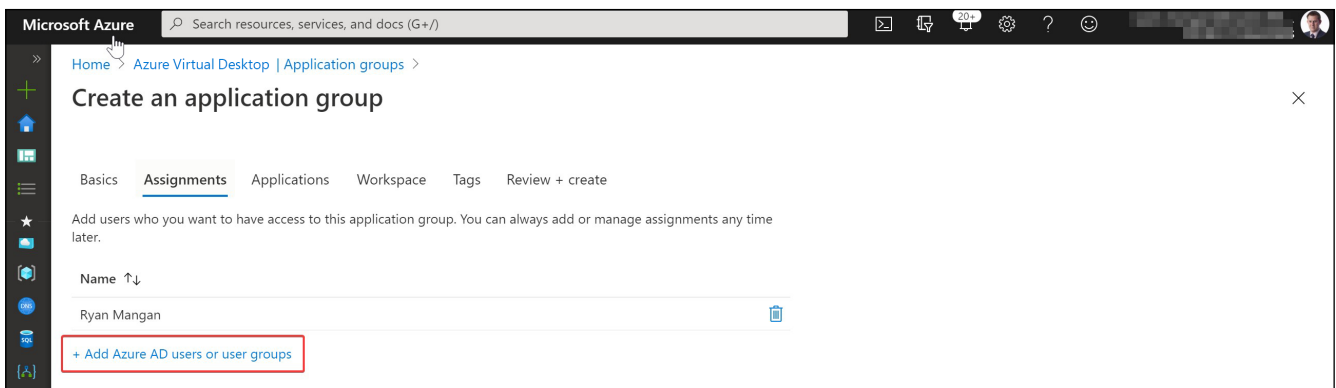 Microsoft Azure
Search resources, services, and docs (G+/)
20+
Home > Azure Virtual Desktop | Application groups >
Create an application group
Basics Assignments Applications Workspace Tags Review + create
Add users who you want to have access to this application group. You can always add or manage assignments any time
later.
Name ↑↓
Ryan Mangan
+ Add Azure AD users or user groups
DNS
SQL